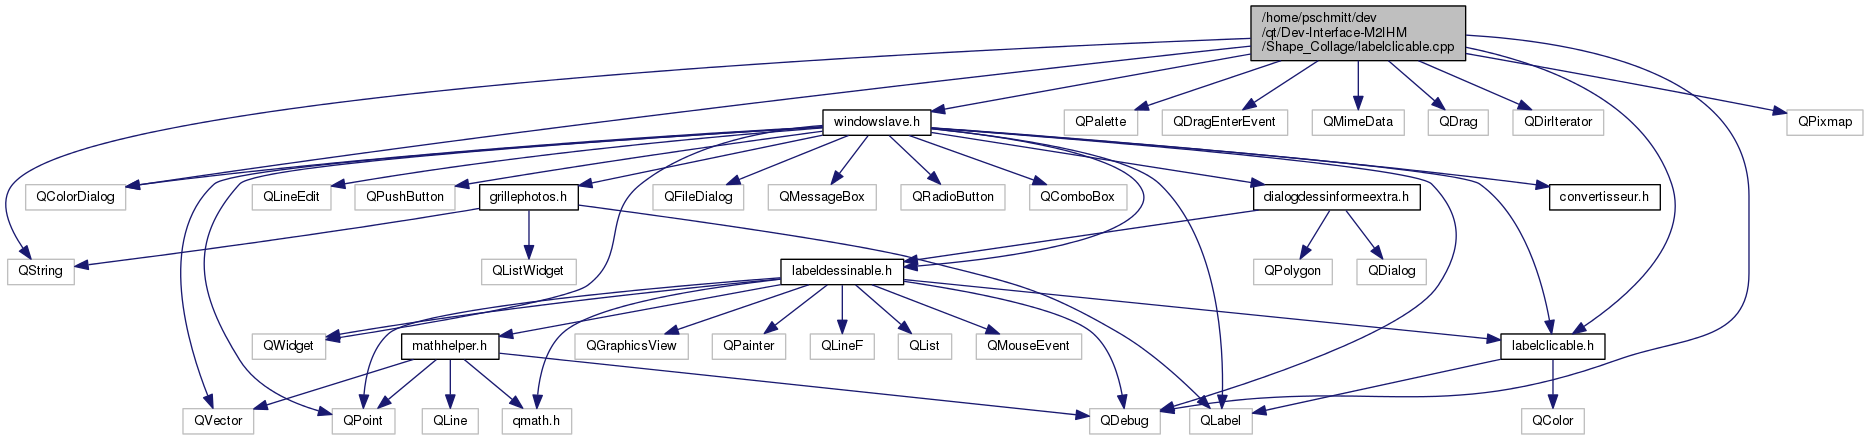 /home/pschmitt/dev
/qt/Dev-Interface-M2IHM
/Shape_Collage/labelclicable.cpp
windowslave.h
QPalette
QDragEnterEvent
QMimeData
QDrag
QDirIterator
QPixmap
QColorDialog
QLineEdit
QPushButton
grillephotos.h
QFileDialog
QMessageBox
QRadioButton
QComboBox
dialogdessinformeextra.h
convertisseur.h
QString
QListWidget
labeldessinable.h
QPolygon
QDialog
QWidget
mathhelper.h
QGraphicsView
QPainter
QLineF
QList
QMouseEvent
labelclicable.h
QVector
QPoint
QLine
qmath.h
QDebug
QLabel
QColor